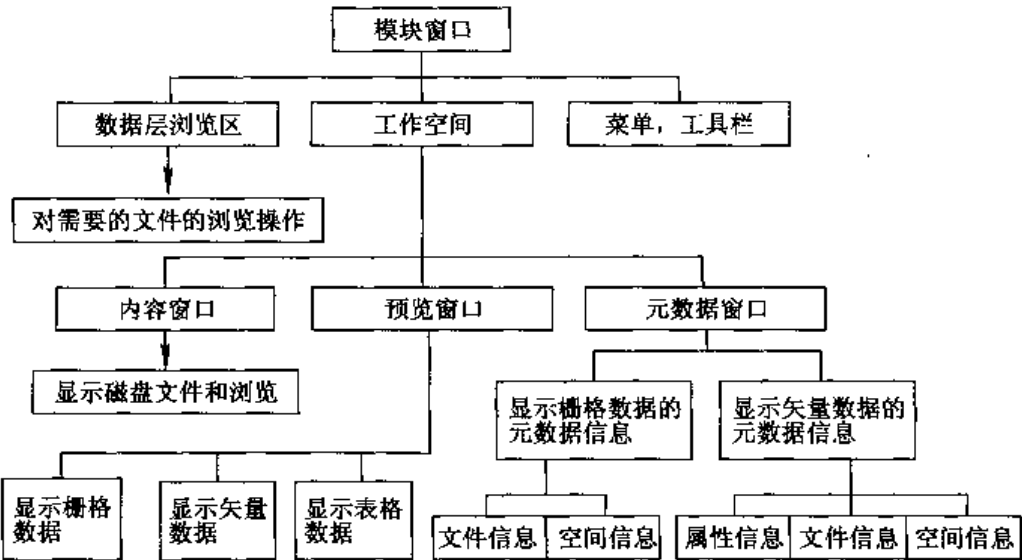 模块窗口
数据层浏览区
工作空间
菜单，工具栏
对需要的文件的浏览操作
内容窗口
预览窗口
元数据窗口
显示磁盘文件和浏览
显示栅格数据的
元数据信息
显示矢量数据的
元数据信息
显示栅格
数据
显示矢量
数据
显示表格
数据
文件信息
空间信息
属性信息
文件信息
空间信息